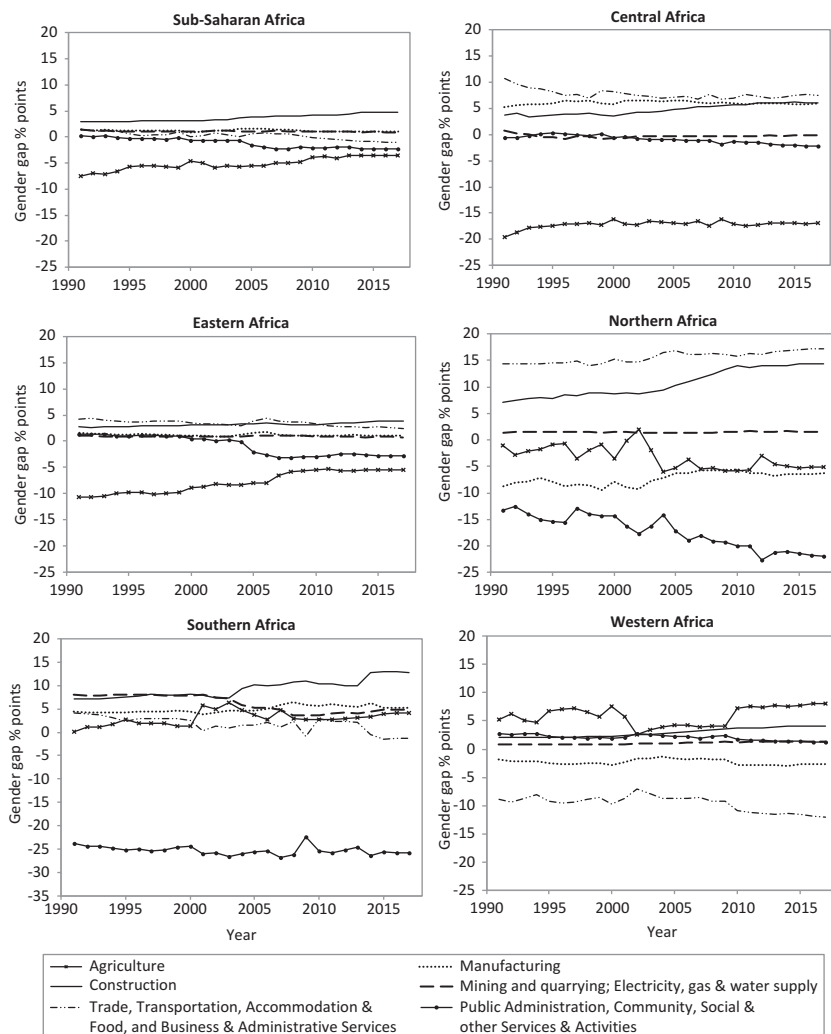 Sub-Saharan Africa
Gender gap % points
20
15
10
5
0
-5
-10
-15
-20
-25
1990 1995 2000 2005 2010 2015
Central Africa
Gender gap % points
20
15
10
5
0
-5
-10
-15
-20
-25
1990 1995 2000 2005 2010 2015
Eastern Africa
Gender gap % points
20
15
10
5
0
-5
-10
-15
-20
-25
1990 1995 2000 2005 2010 2015
Northern Africa
Gender gap % points
20
15
10
5
0
-5
-10
-15
-20
-25
1990 1995 2000 2005 2010 2015
Southern Africa
Gender gap % points
20
15
10
5
0
-5
-10
-15
-20
-25
-30
-35
1990 1995 2000 2005 2010 2015
Year
Western Africa
Gender gap % points
20
15
10
5
0
-5
-10
-15
-20
-25
1990 1995 2000 2005 2010 2015
Year
Agriculture
Construction
Trade, Transportation, Accommodation &
Food, and Business & Administrative Services
Manufacturing
Mining and quarrying; Electricity, gas & water supply
Public Administration, Community, Social &
other Services & Activities